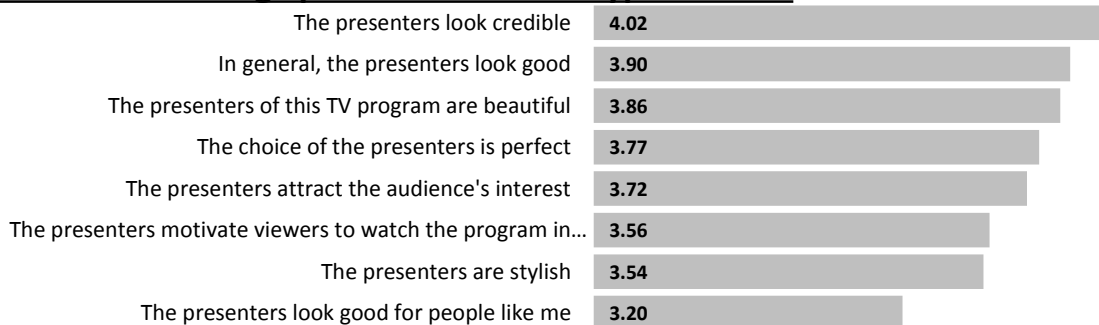 The presenters look credible 4.02
In general, the presenters look good 3.90
The presenters of this TV program are beautiful 3.86
The choice of the presenters is perfect 3.77
The presenters attract the audience's interest 3.72
The presenters motivate viewers to watch the program in... 3.56
The presenters are stylish 3.54
The presenters look good for people like me 3.20